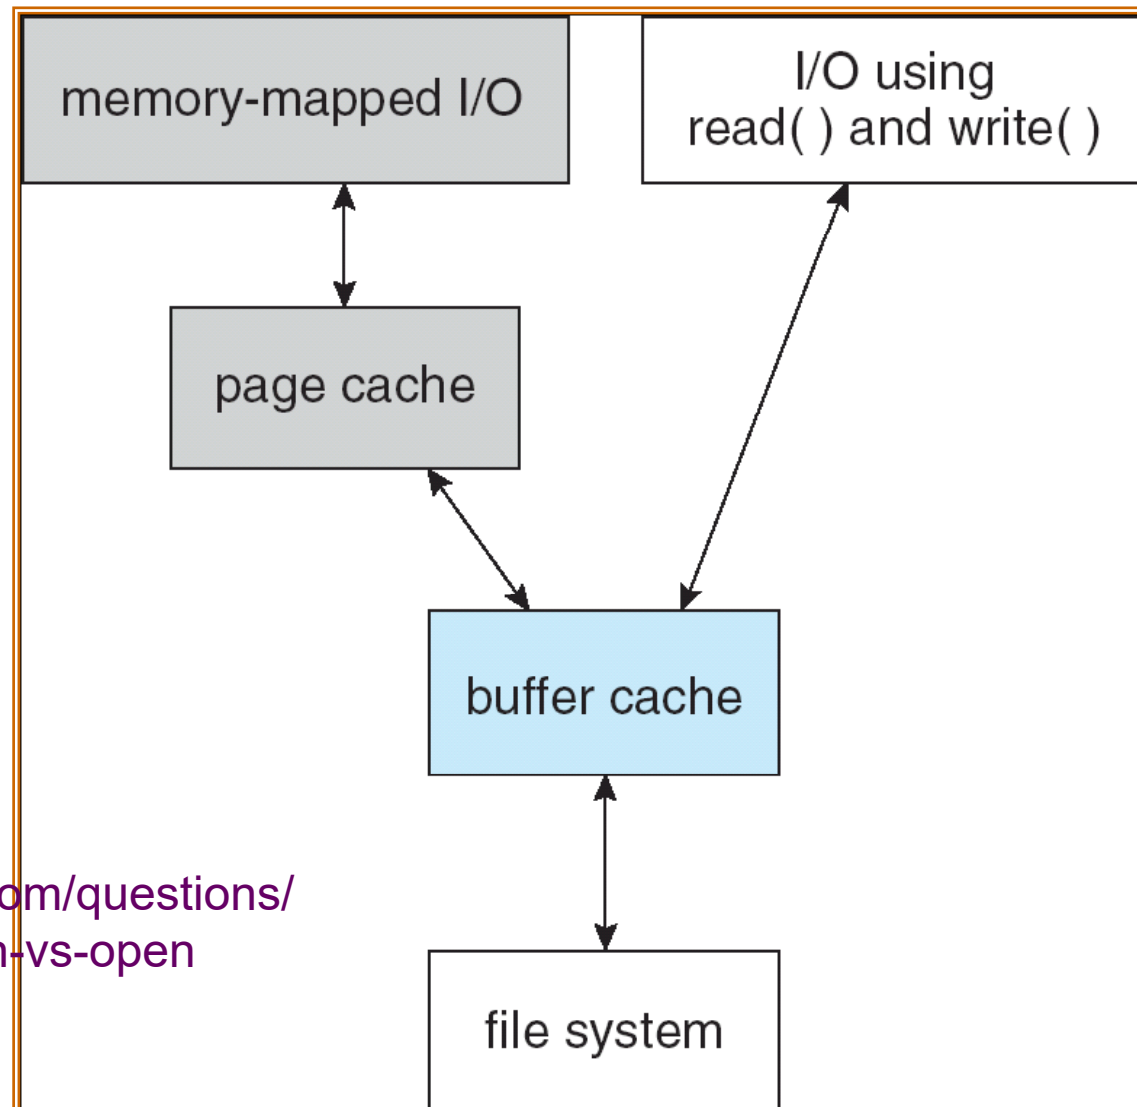 memory-mapped I/O
I/O using
read( ) and write( )
page cache
buffer cache
om/questions/
n-vs-open
file system